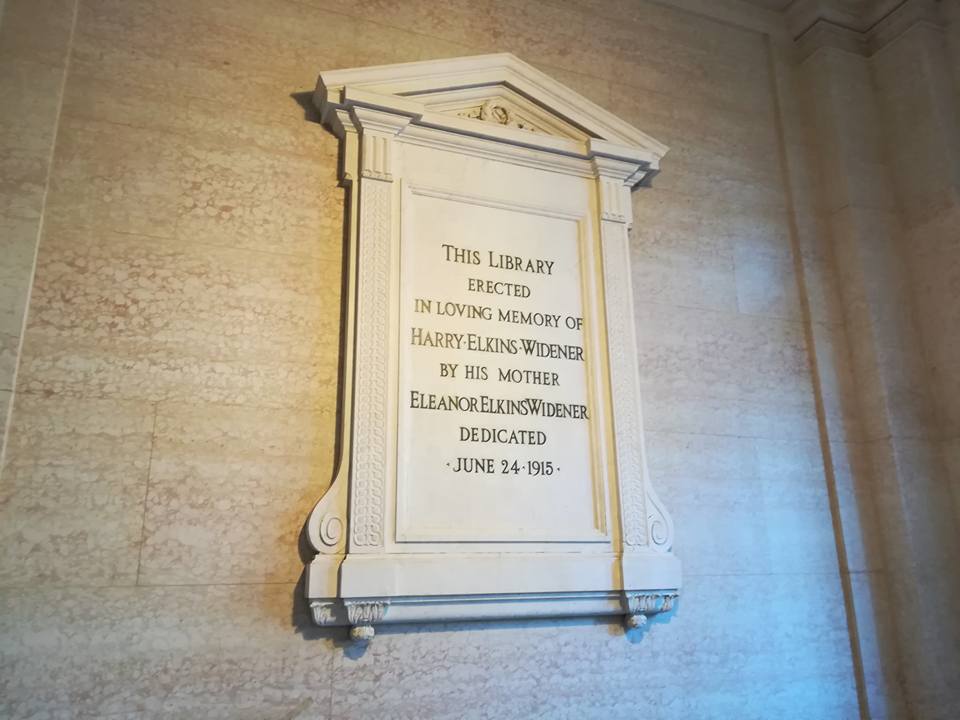 THIS LIBRARY
ERECTED
IN LOVING MEMORY OF
HARRY·ELKINS·WIDENER
BY HIS MOTHER
ELEANOR ELKINS WIDENER
DEDICATED
·JUNE 24·1915·